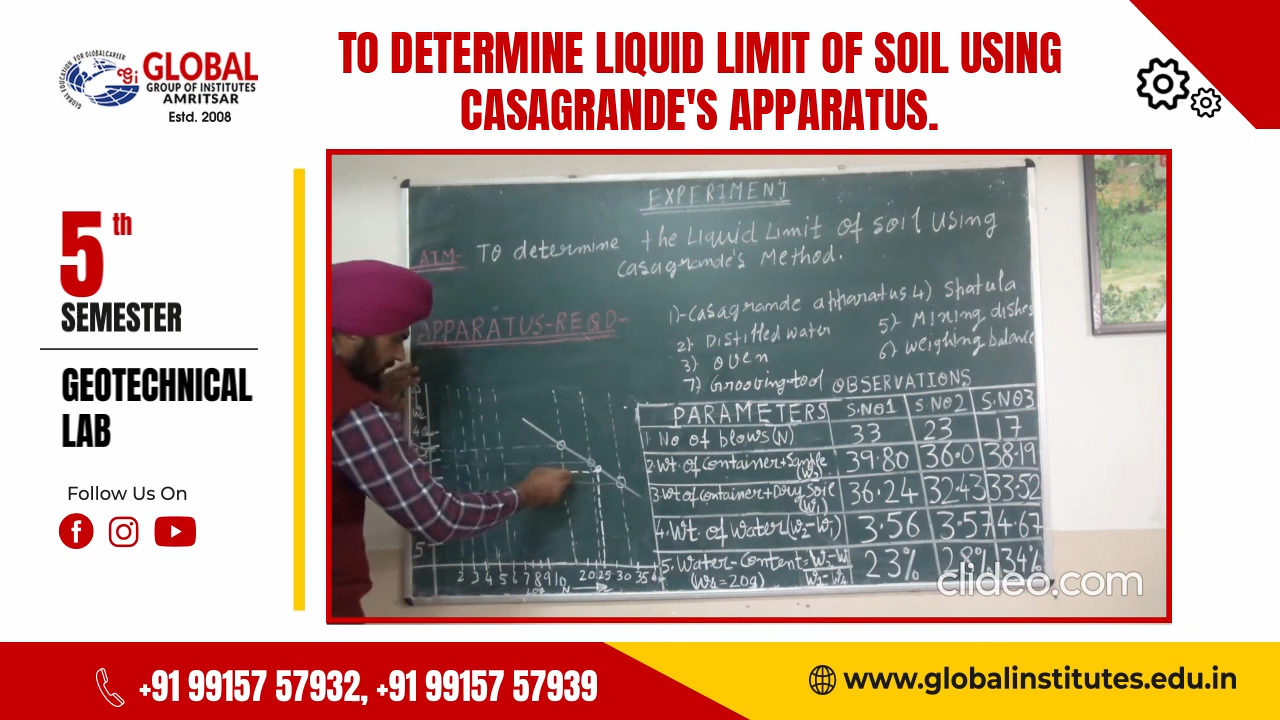 EDUCATION FOR GLOBAL CAREER
GLOBAL
GROUP OF INSTITUTES
AMRITSAR
Estd. 2008
TO DETERMINE LIQUID LIMIT OF SOIL USING
CASAGRANDE'S APPARATUS.
5th
SEMESTER
GEOTECHNICAL
LAB
Follow Us On
EXPERIMENT
AIM- To determine the Liquid Limit of soil Using
Casagrande's Method.
APPARATUS-REQD-
1)-casagrande apparatus 4) Spatula
2) Distilled water 5) Mixing dishes
3) Oven 6) Weighing balance
7) Grooving tool
OBSERVATIONS
PARAMETERS S.NO1 S NO2 S.NO3
1. No of blows(N) 33 23 17
2. Wt. of Container+Sample (W2) 39.80 36.0 38.19
3. Wt of Container+Dry Soil (W1) 36.24 32.43 33.52
4. Wt. of Water(W2-W1) 3.56 3.57 4.67
5. Water-Content= 23% 28% 34%
2 3 4 5 6 7 8 9 10 20 25 30 35
N
clideo.com
+91 99157 57932, +91 99157 57939
www.globalinstitutes.edu.in